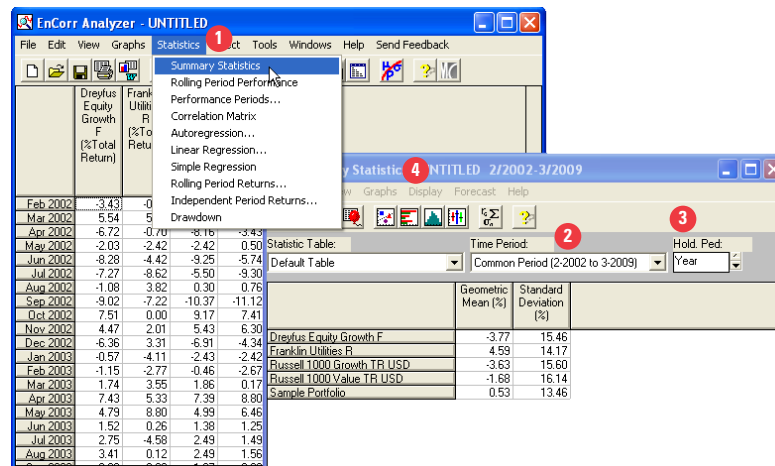 EnCorr Analyzer - UNTITLED
File Edit View Graphs Statistics 1 ct Tools Windows Help Send Feedback
Summary Statistics
Rolling Period Performance
Performance Periods...
Correlation Matrix
Autoregression...
Linear Regression...
Simple Regression
Rolling Period Returns...
Independent Period Returns...
Drawdown
Dreyfus Equity Growth F (%Total Return)
Feb 2002 -3.43
Mar 2002 5.54 5
Apr 2002 -6.72 -0.70 -8.16 -3.43
May 2002 -2.03 -2.42 -2.42 0.50
Jun 2002 -8.28 -4.42 -9.25 -5.74
Jul 2002 -7.27 -8.62 -5.50 -9.30
Aug 2002 -1.08 3.82 0.30 0.76
Sep 2002 -9.02 -7.22 -10.37 -11.12
Oct 2002 7.51 0.00 9.17 7.41
Nov 2002 4.47 2.01 5.43 6.30
Dec 2002 -6.36 3.31 -6.91 -4.34
Jan 2003 -0.57 -4.11 -2.43 -2.42
Feb 2003 -1.15 -2.77 -0.46 -2.67
Mar 2003 1.74 3.55 1.86 0.17
Apr 2003 7.43 5.33 7.39 8.80
May 2003 4.79 8.80 4.99 6.46
Jun 2003 1.52 0.26 1.38 1.25
Jul 2003 2.75 -4.58 2.49 1.49
Aug 2003 3.41 0.12 2.49 1.56
y Statistic 4 NTITLED 2/2002-3/2009
w Graphs Display Forecast Help
Statistic Table: Time Period: 2 Hold. Ped: 3
Default Table Common Period (2-2002 to 3-2009) Year
Geometric Mean (%) Standard Deviation (%)
Dreyfus Equity Growth F -3.77 15.46
Franklin Utilities R 4.59 14.17
Russell 1000 Growth TR USD -3.63 15.60
Russell 1000 Value TR USD -1.68 16.14
Sample Portfolio 0.53 13.46